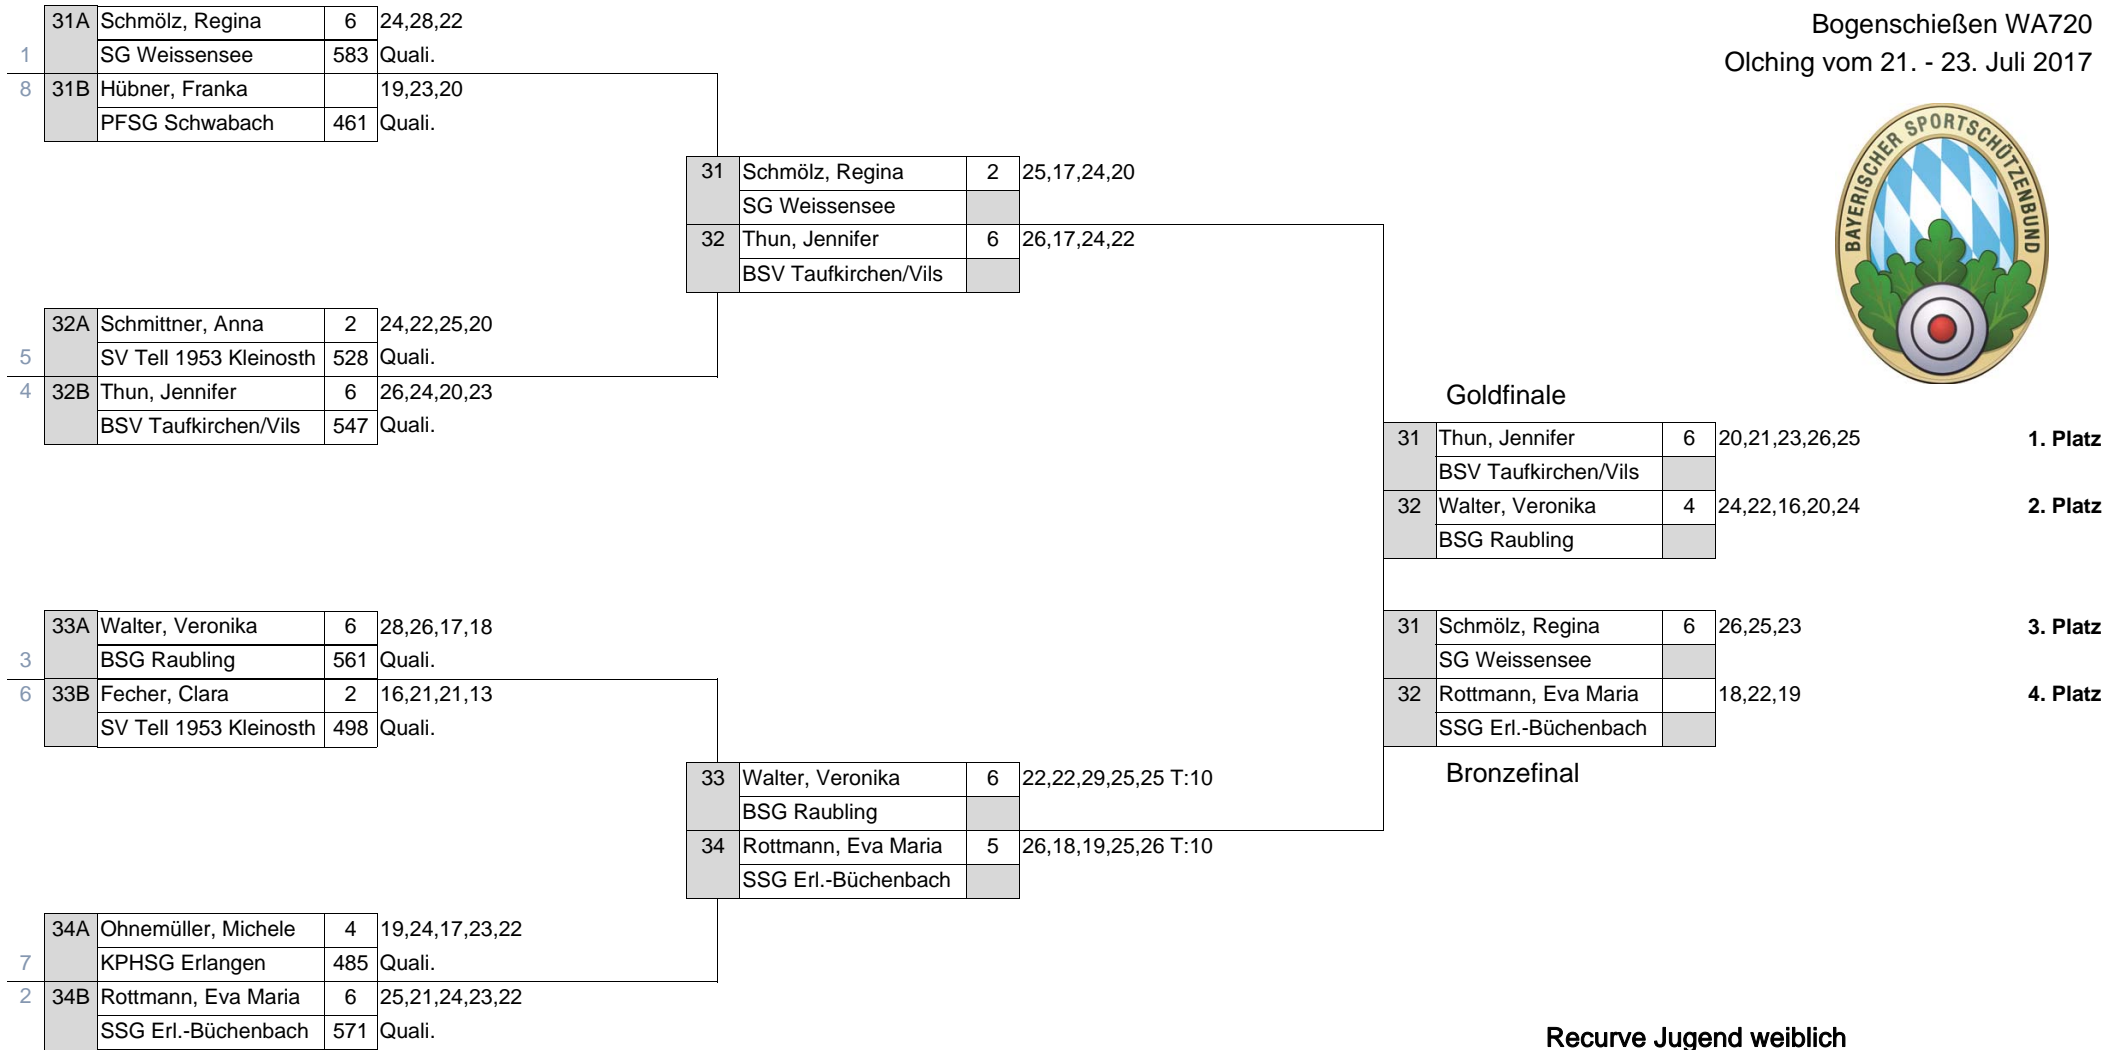 Bogenschießen WA720
Olching vom 21. - 23. Juli 2017
BAYERISCHER SPORTSCHÜTZENBUND
31A Schmölz, Regina 6 24,28,22
1 SG Weissensee 583 Quali.
8 31B Hübner, Franka 19,23,20
PFSG Schwabach 461 Quali.
31 Schmölz, Regina 2 25,17,24,20
SG Weissensee
32 Thun, Jennifer 6 26,17,24,22
BSV Taufkirchen/Vils
32A Schmittner, Anna 2 24,22,25,20
5 SV Tell 1953 Kleinosth 528 Quali.
4 32B Thun, Jennifer 6 26,24,20,23
BSV Taufkirchen/Vils 547 Quali.
Goldfinale
31 Thun, Jennifer 6 20,21,23,26,25 1. Platz
BSV Taufkirchen/Vils
32 Walter, Veronika 4 24,22,16,20,24 2. Platz
BSG Raubling
33A Walter, Veronika 6 28,26,17,18
3 BSG Raubling 561 Quali.
6 33B Fecher, Clara 2 16,21,21,13
SV Tell 1953 Kleinosth 498 Quali.
31 Schmölz, Regina 6 26,25,23 3. Platz
SG Weissensee
32 Rottmann, Eva Maria 18,22,19 4. Platz
SSG Erl.-Büchenbach
Bronzefinal
33 Walter, Veronika 6 22,22,29,25,25 T:10
BSG Raubling
34 Rottmann, Eva Maria 5 26,18,19,25,26 T:10
SSG Erl.-Büchenbach
34A Ohnemüller, Michele 4 19,24,17,23,22
7 KPHSG Erlangen 485 Quali.
2 34B Rottmann, Eva Maria 6 25,21,24,23,22
SSG Erl.-Büchenbach 571 Quali.
Recurve Jugend weiblich